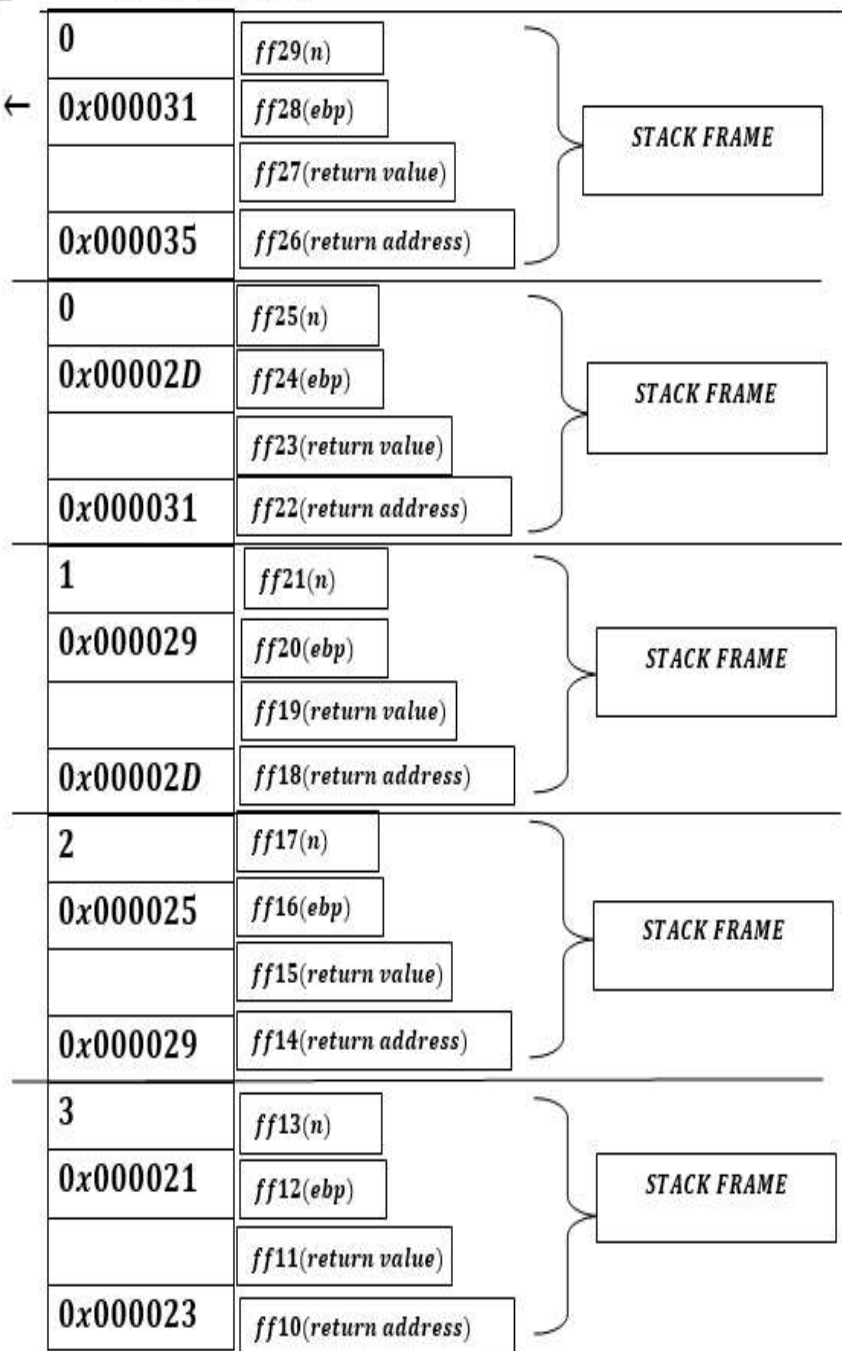 0 ff29(n)
← 0x000031 ff28(ebp) STACK FRAME
ff27(return value)
0x000035 ff26(return address)
0 ff25(n)
0x00002D ff24(ebp) STACK FRAME
ff23(return value)
0x000031 ff22(return address)
1 ff21(n)
0x000029 ff20(ebp) STACK FRAME
ff19(return value)
0x00002D ff18(return address)
2 ff17(n)
0x000025 ff16(ebp) STACK FRAME
ff15(return value)
0x000029 ff14(return address)
3 ff13(n)
0x000021 ff12(ebp) STACK FRAME
ff11(return value)
0x000023 ff10(return address)